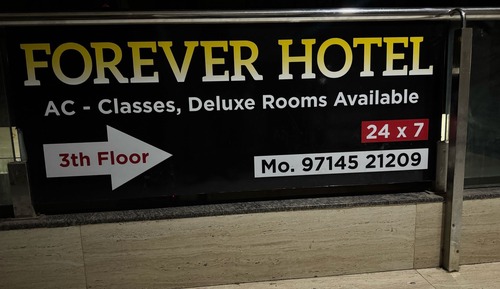 FOREVER HOTEL
AC - Classes, Deluxe Rooms Available
24 x 7
3th Floor
Mo. 97145 21209